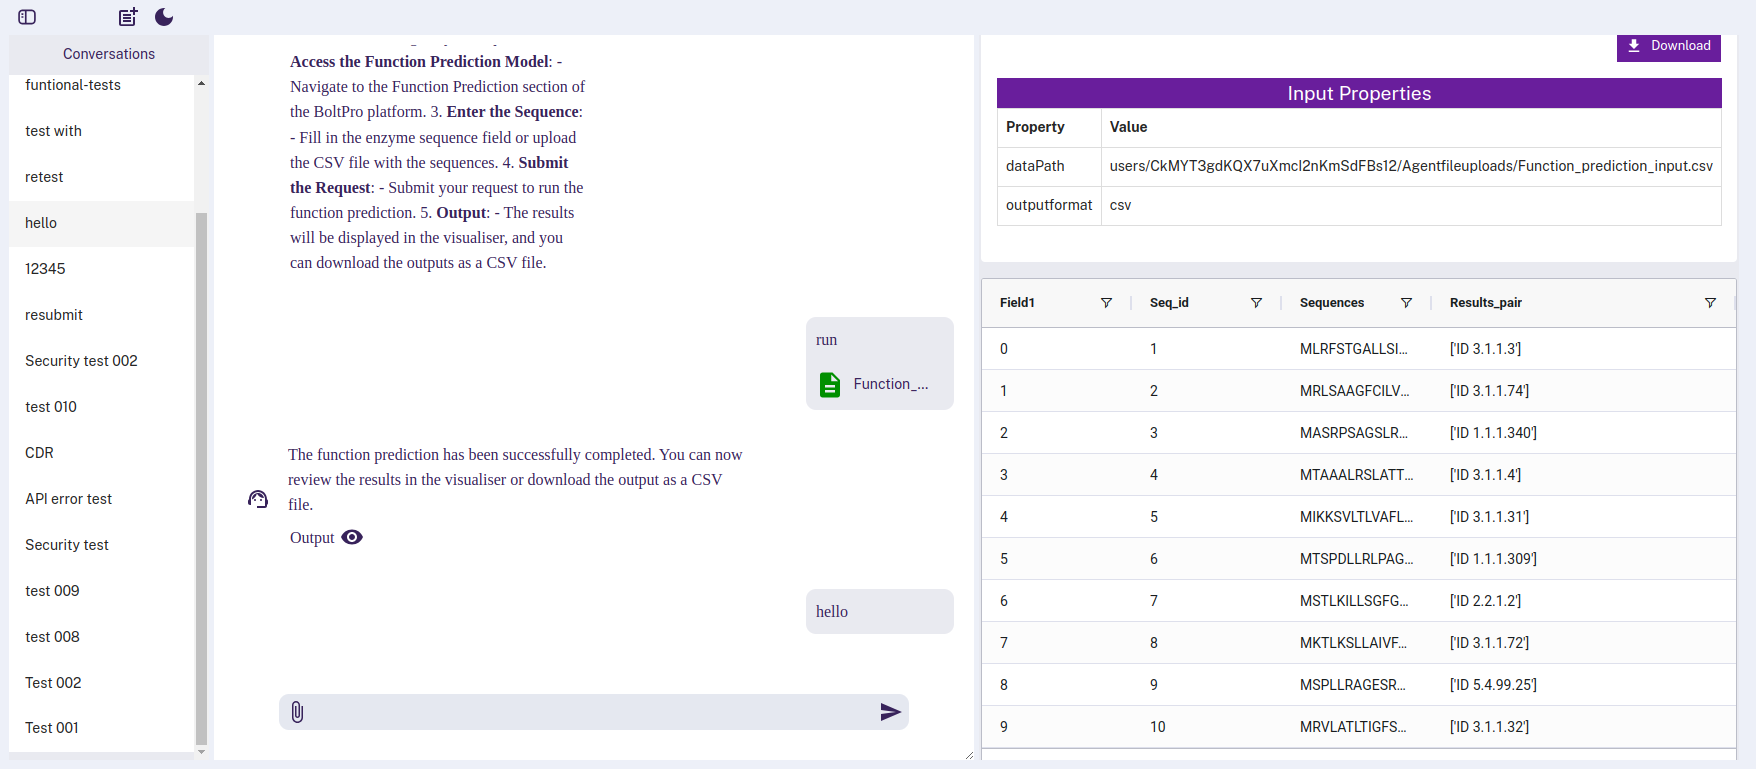 Conversations
funtional-tests
test with
retest
hello
12345
resubmit
Security test 002
test 010
CDR
API error test
Security test
test 009
test 008
Test 002
Test 001
Access the Function Prediction Model: -
Navigate to the Function Prediction section of
the BoltPro platform. 3. Enter the Sequence:
- Fill in the enzyme sequence field or upload
the CSV file with the sequences. 4. Submit
the Request: - Submit your request to run the
function prediction. 5. Output: - The results
will be displayed in the visualiser, and you
can download the outputs as a CSV file.
run
Function_...
The function prediction has been successfully completed. You can now
review the results in the visualiser or download the output as a CSV
file.
Output
hello
Download
Input Properties
Property Value
dataPath users/CkMYT3gdKQX7uXmcI2nKmSdFBs12/Agentfileuploads/Function_prediction_input.csv
outputformat csv
Field1 Seq_id Sequences Results_pair
0 1 MLRFSTGALLSI... ['ID 3.1.1.3']
1 2 MRLSAAGFCILV... ['ID 3.1.1.74']
2 3 MASRPSAGSLR... ['ID 1.1.1.340']
3 4 MTAAALRSLATT... ['ID 3.1.1.4']
4 5 MIKKSVLTLVAFL... ['ID 3.1.1.31']
5 6 MTSPDLLRLPAG... ['ID 1.1.1.309']
6 7 MSTLKILLSGFG... ['ID 2.2.1.2']
7 8 MKTLKSLLAIVF... ['ID 3.1.1.72']
8 9 MSPLLRAGESR... ['ID 5.4.99.25']
9 10 MRVLATLTIGFS... ['ID 3.1.1.32']